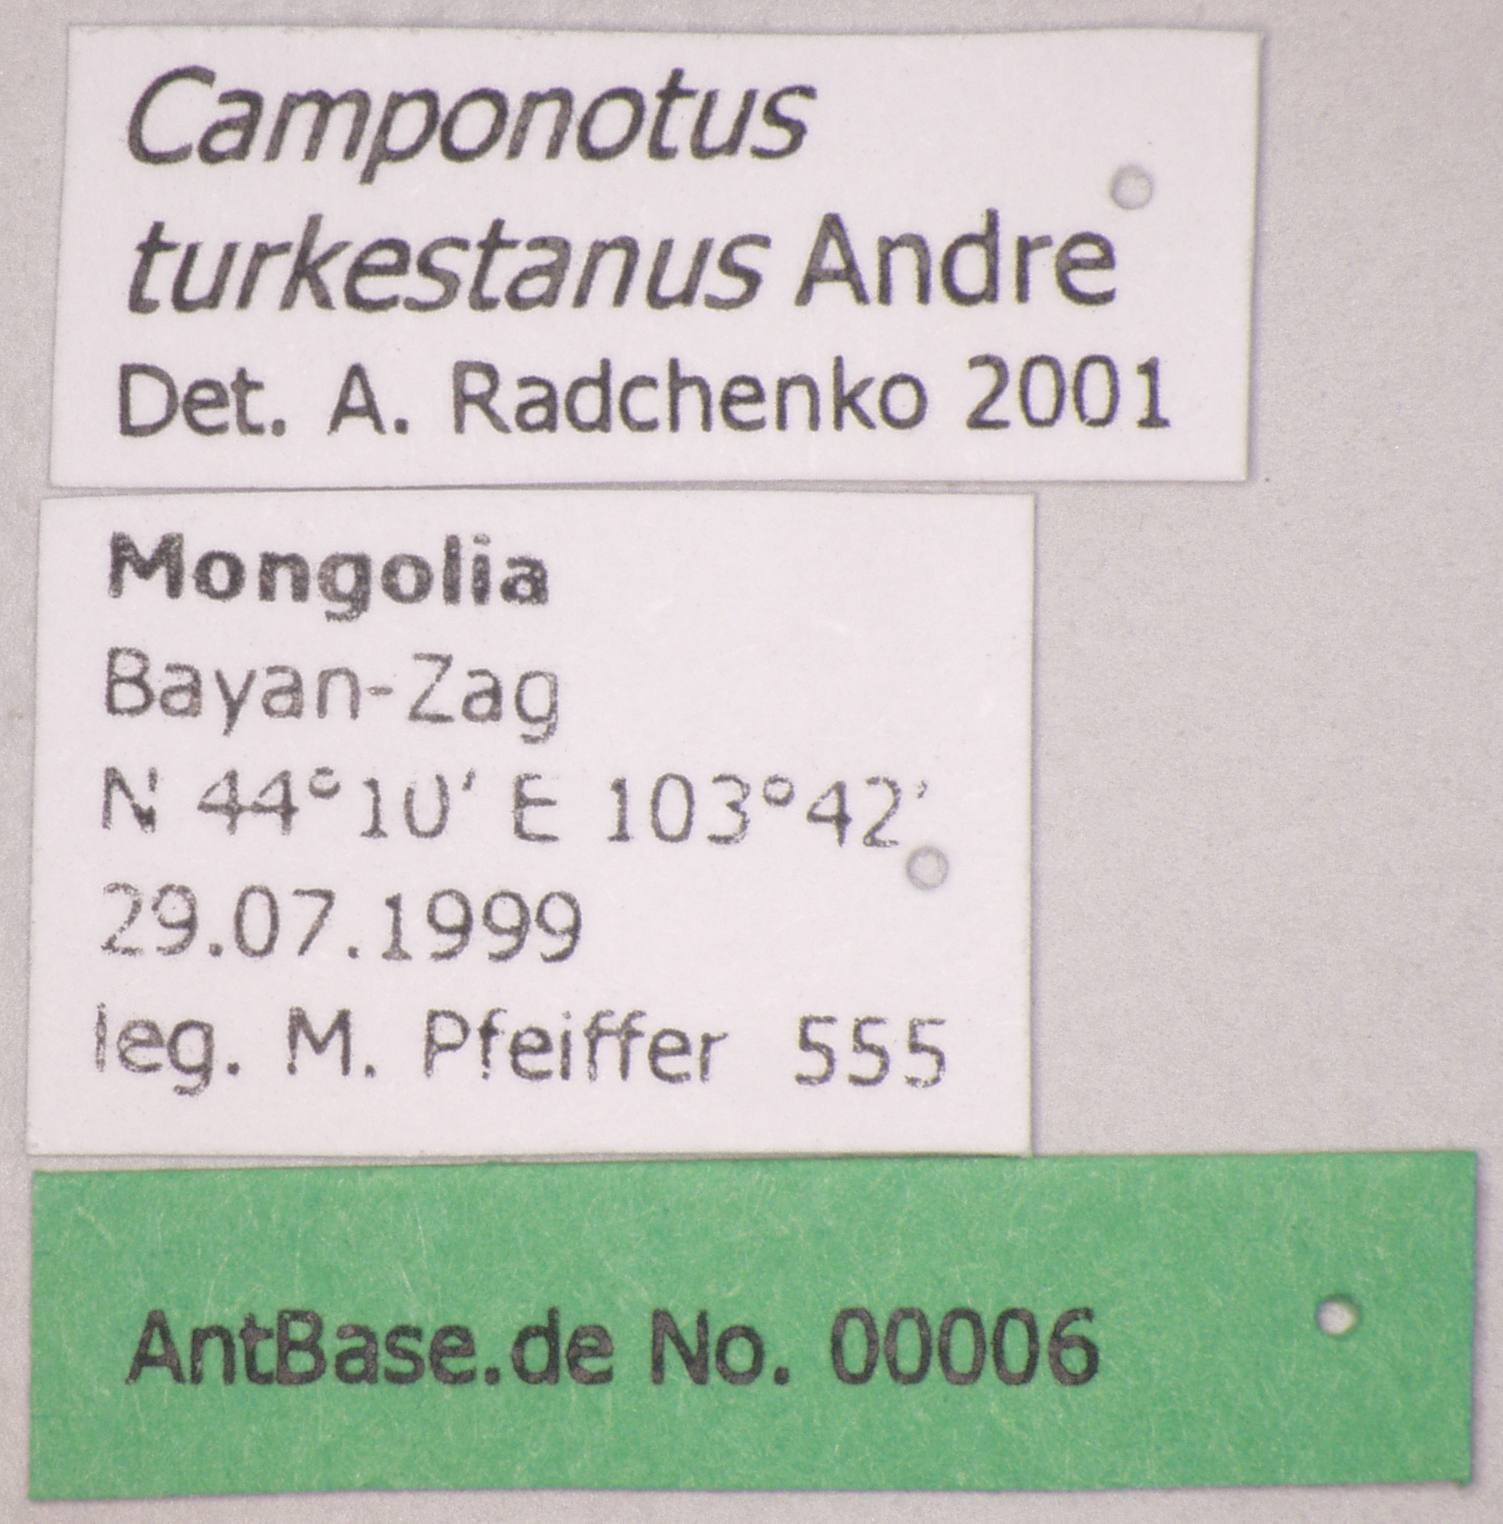 Camponotus
turkestanus Andre
Det. A. Radchenko 2001
Mongolia
Bayan-Zag
N 44°10' E 103°42'
29.07.1999
leg. M. Pfeiffer 555
AntBase.de No. 00006